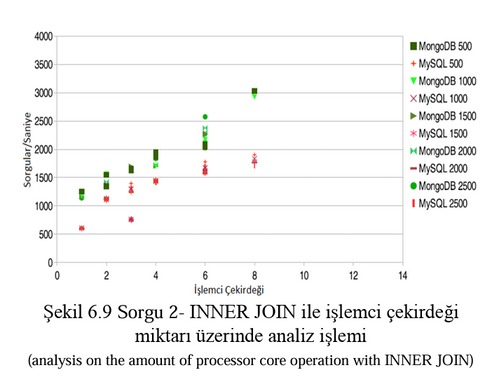 4000
3500
3000
2500
2000
1500
1000
500
0
Sorgular/Saniye
0 2 4 6 8 10 12 14
İşlemci Çekirdeği
MongoDB 500
MySQL 500
MongoDB 1000
MySQL 1000
MongoDB 1500
MySQL 1500
MongoDB 2000
MySQL 2000
MongoDB 2500
MySQL 2500
Şekil 6.9 Sorgu 2- INNER JOIN ile işlemci çekirdeği
miktarı üzerinde analiz işlemi
(analysis on the amount of processor core operation with INNER JOIN)